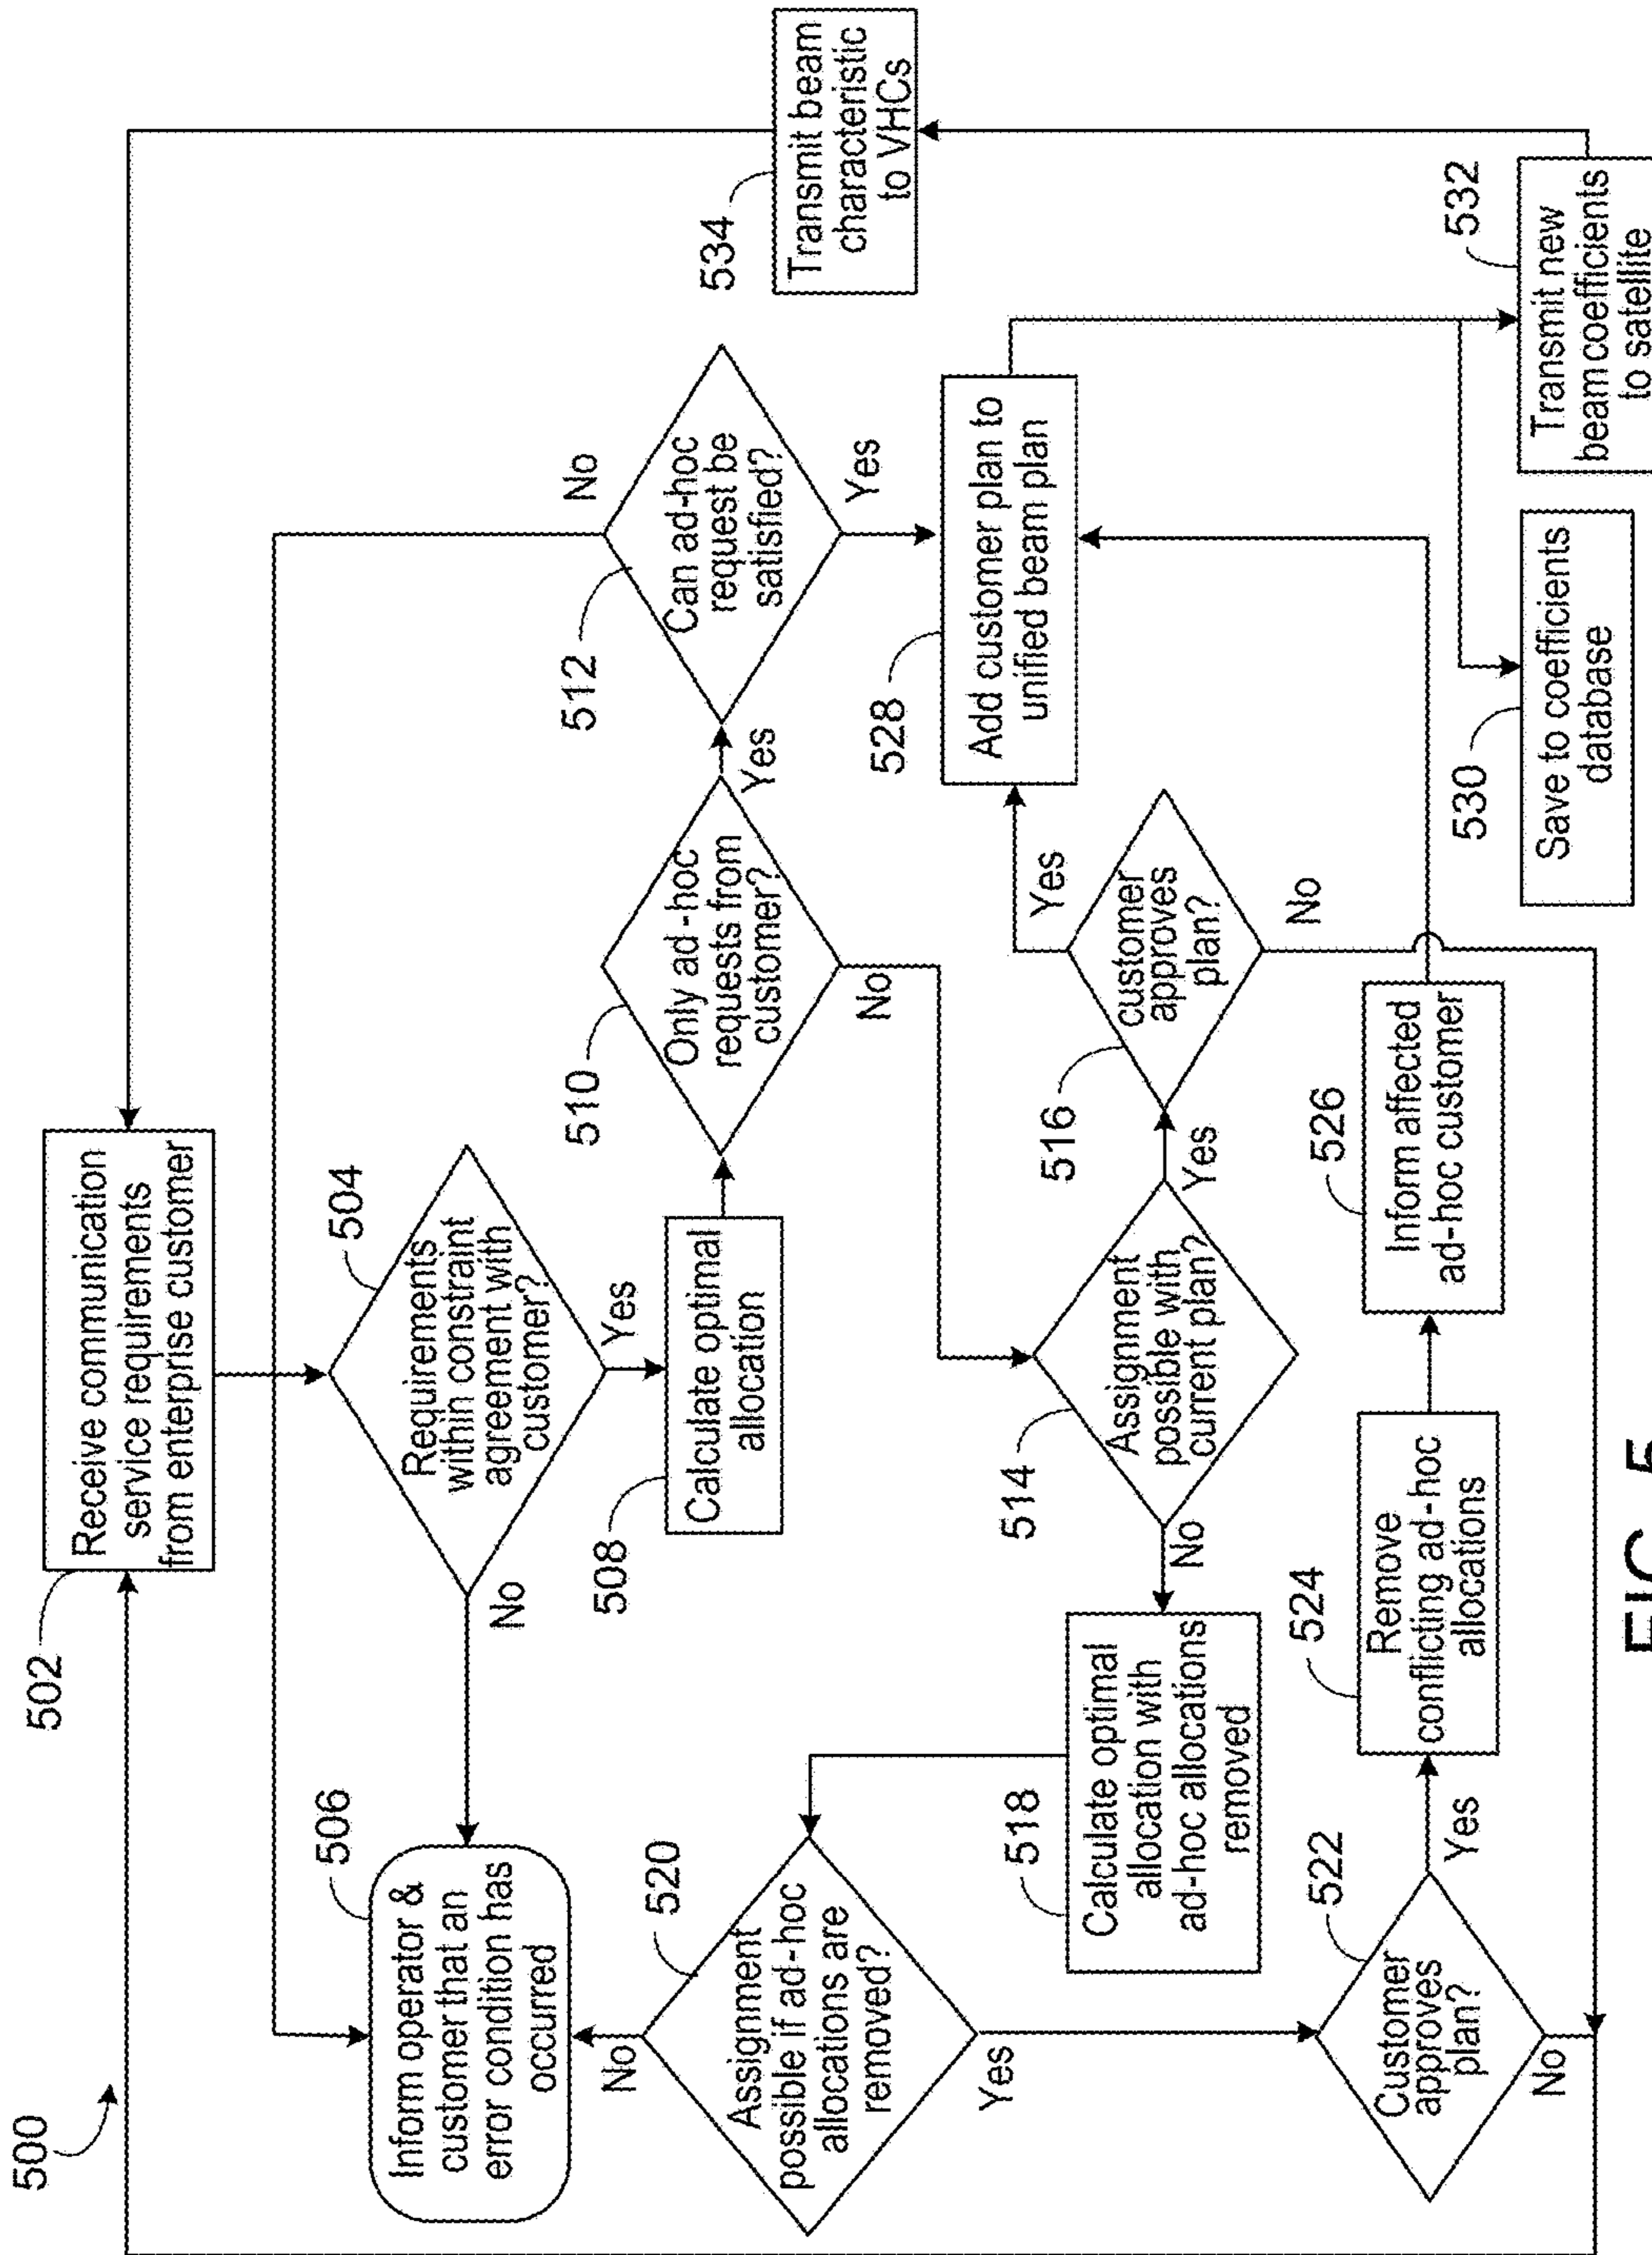 500
502
Receive communication
service requirements
from enterprise customer
504
Requirements
within constraint
agreement with
customer?
No
Yes
506
Inform operator &
customer that an
error condition has
occurred
508
Calculate optimal
allocation
510
Only ad-hoc
requests from
customer?
Yes
No
512
Can ad-hoc
request be
satisfied?
No
Yes
514
Assignment
possible with
current plan?
No
Yes
516
customer
approves
plan?
Yes
No
518
Calculate optimal
allocation with
ad-hoc allocations
removed
520
Assignment
possible if ad-hoc
allocations are
removed?
No
Yes
522
Customer
approves
plan?
Yes
No
524
Remove
conflicting ad-hoc
allocations
526
Inform affected
ad-hoc customer
528
Add customer plan to
unified beam plan
530
Save to coefficients
database
532
Transmit new
beam coefficients
to satellite
534
Transmit beam
characteristic
to VHCs
FIG. 5